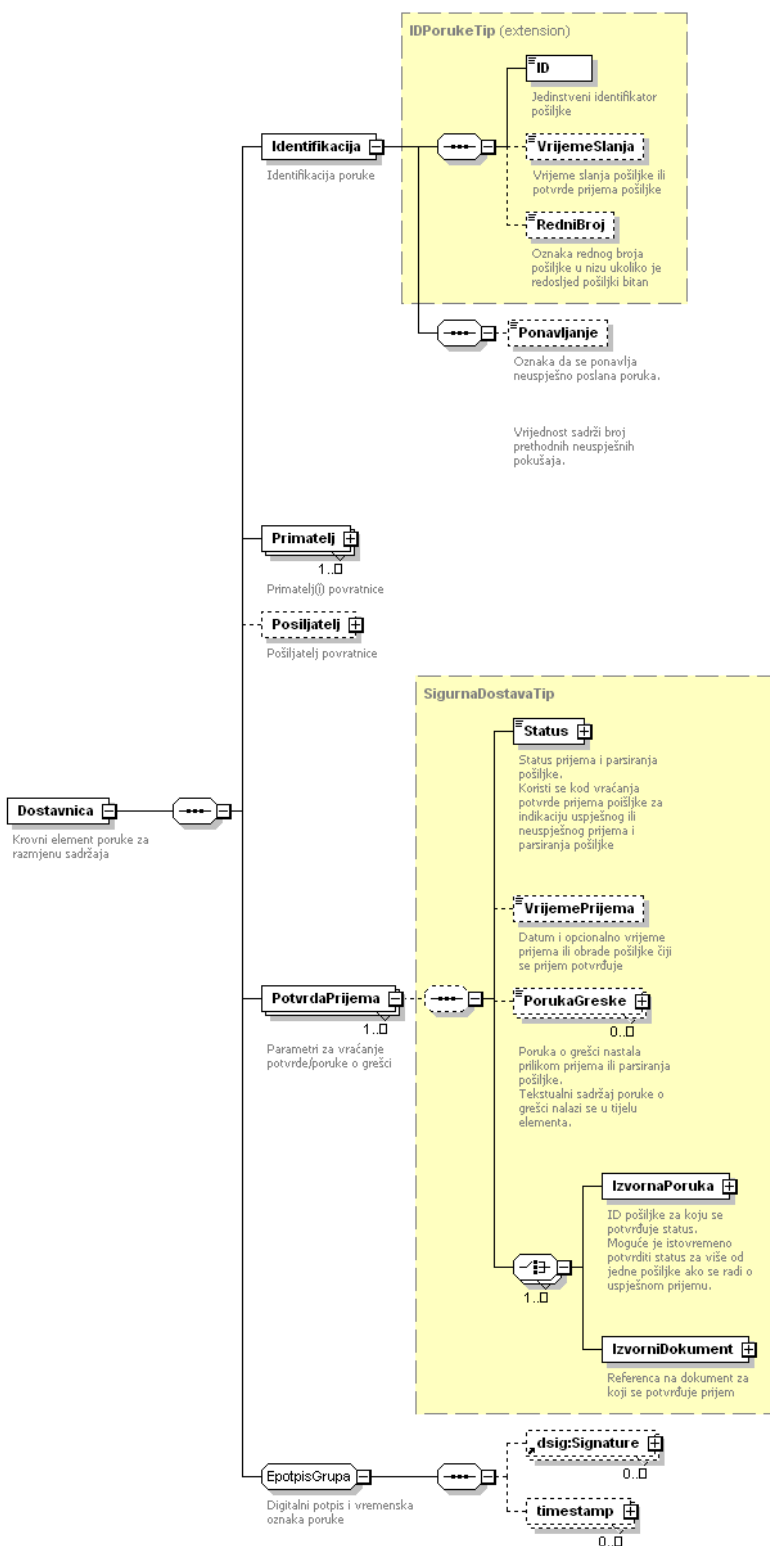 IDPorukeTip (extension)
ID
Jedinstveni identifikator
pošiljke
Identifikacija
Identifikacija poruke
VrijemeSlanja
Vrijeme slanja pošiljke ili
potvrde prijema pošiljke
RedniBroj
Oznaka rednog broja
pošiljke u nizu ukoliko je
redosljed pošiljki bitan
Ponavljanje
Oznaka da se ponavlja
neuspješno poslana poruka.
Vrijednost sadrži broj
prethodnih neuspješnih
pokušaja.
Primatelj
1..□
Primatelj(i) povratnice
Posiljatelj
Pošiljatelj povratnice
SigurnaDostavaTip
Status
Status prijema i parsiranja
pošiljke.
Koristi se kod vraćanja
potvrde prijema poišljke za
indikaciju uspješnog ili
neuspješnog prijema i
parsiranja pošiljke
Dostavnica
Krovni element poruke za
razmjenu sadržaja
VrijemePrijema
Datum i opcionalno vrijeme
prijema ili obrade pošiljke čiji
se prijem potvrđuje
PotvrdaPrijema
1..□
Parametri za vraćanje
potvrde/poruke o grešci
PorukaGreske
0..□
Poruka o grešci nastala
prilikom prijema ili parsiranja
pošiljke.
Tekstualni sadržaj poruke o
grešci nalazi se u tijelu
elementa.
IzvornaPoruka
ID pošiljke za koju se
potvrđuje status.
Moguće je istovremeno
potvrditi status za više od
jedne pošiljke ako se radi o
uspješnom prijemu.
1..□
IzvorniDokument
Referenca na dokument za
koji se potvrđuje prijem
dsig:Signature
0..□
EpotpisGrupa
Digitalni potpis i vremenska
oznaka poruke
timestamp
0..□